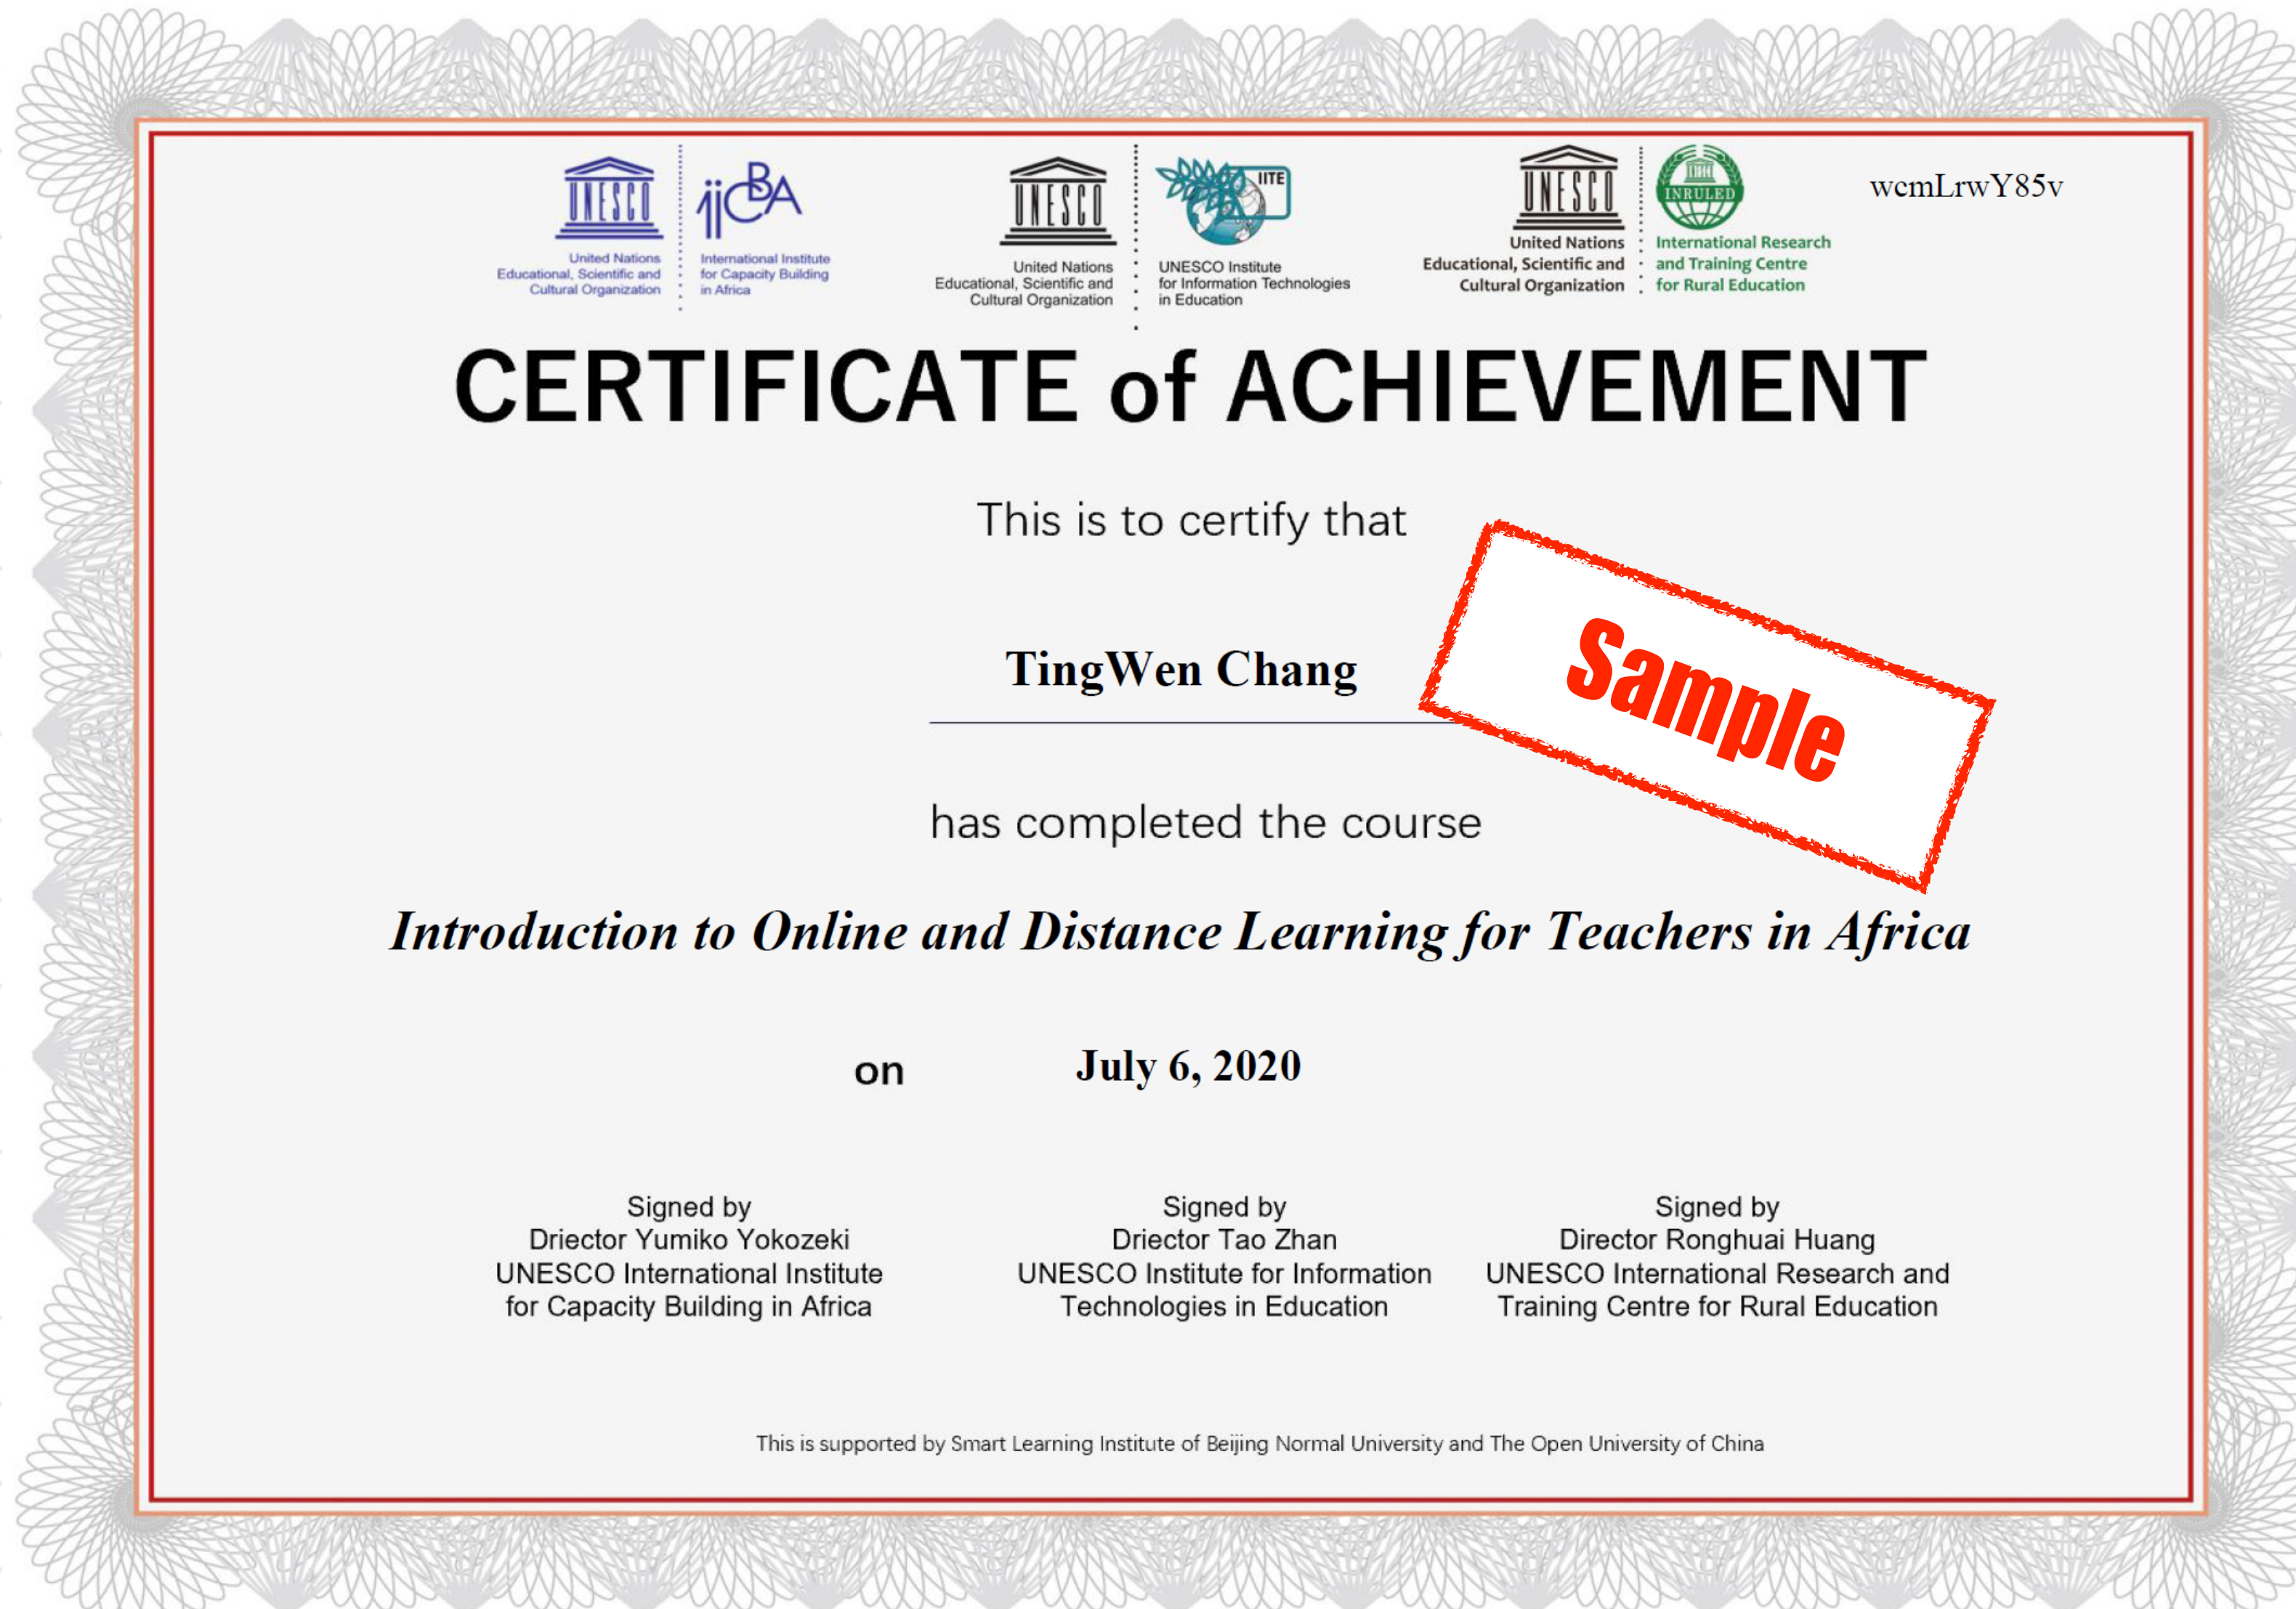 UNESCO
United Nations
Educational, Scientific and
Cultural Organization
iicBA
International Institute
for Capacity Building
in Africa
UNESCO
United Nations
Educational, Scientific and
Cultural Organization
IITE
UNESCO Institute
for Information Technologies
in Education
UNESCO
United Nations
Educational, Scientific and
Cultural Organization
INRULED
International Research
and Training Centre
for Rural Education
wcmLrwY85v
CERTIFICATE of ACHIEVEMENT
This is to certify that
TingWen Chang
Sample
has completed the course
Introduction to Online and Distance Learning for Teachers in Africa
on July 6, 2020
Signed by
Driector Yumiko Yokozeki
UNESCO International Institute
for Capacity Building in Africa
Signed by
Driector Tao Zhan
UNESCO Institute for Information
Technologies in Education
Signed by
Director Ronghuai Huang
UNESCO International Research and
Training Centre for Rural Education
This is supported by Smart Learning Institute of Beijing Normal University and The Open University of China